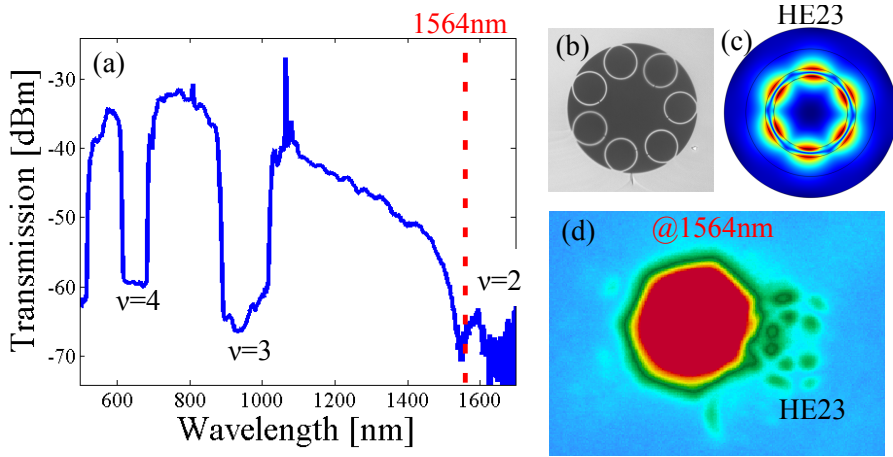 1564nm
(a)
Transmission [dBm]
-30
-40
-50
-60
-70
ν=4
ν=3
ν=2
600
800
1000
1200
1400
1600
Wavelength [nm]
(b)
HE23
(c)
(d)
@1564nm
HE23